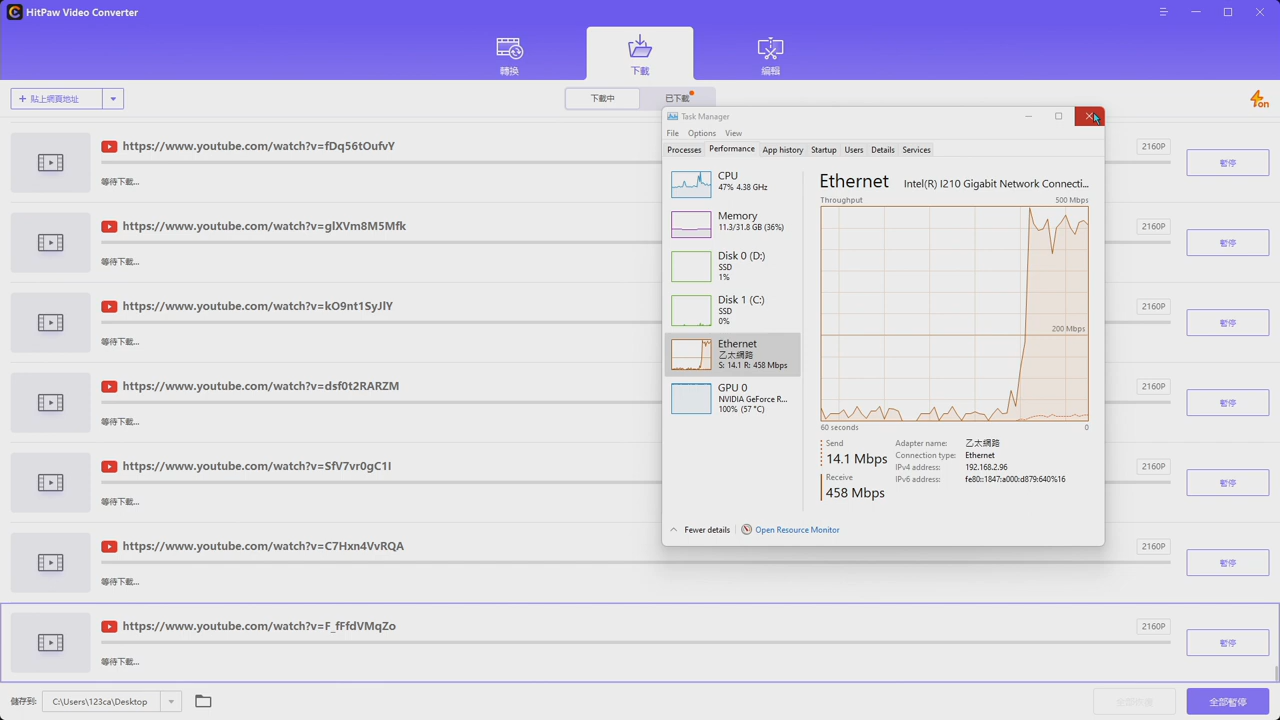 HitPaw Video Converter
轉換
下載
編輯
+ 貼上網頁地址
下載中
已下載
on
https://www.youtube.com/watch?v=fDq56tOufvY
2160P
等待下載...
暫停
https://www.youtube.com/watch?v=glXVm8M5Mfk
2160P
等待下載...
暫停
https://www.youtube.com/watch?v=kO9nt1SyJlY
2160P
等待下載...
暫停
https://www.youtube.com/watch?v=dsf0t2RARZM
2160P
等待下載...
暫停
https://www.youtube.com/watch?v=SfV7vr0gC1I
2160P
等待下載...
暫停
https://www.youtube.com/watch?v=C7Hxn4VvRQA
2160P
等待下載...
暫停
https://www.youtube.com/watch?v=F_fFfdVMqZo
2160P
等待下載...
暫停
儲存到:
C:\Users\123ca\Desktop
全部恢復
全部暫停
Task Manager
File Options View
Processes Performance App history Startup Users Details Services
CPU
47% 4.38 GHz
Memory
11.3/31.8 GB (36%)
Disk 0 (D:)
SSD
1%
Disk 1 (C:)
SSD
0%
Ethernet
乙太網路
S: 14.1 R: 458 Mbps
GPU 0
NVIDIA GeForce R...
100% (57 °C)
Ethernet
Intel(R) I210 Gigabit Network Connecti...
Throughput
500 Mbps
200 Mbps
60 seconds
0
Send
14.1 Mbps
Receive
458 Mbps
Adapter name: 乙太網路
Connection type: Ethernet
IPv4 address: 192.168.2.96
IPv6 address: fe80::1847:a000:d879:640%16
Fewer details
Open Resource Monitor